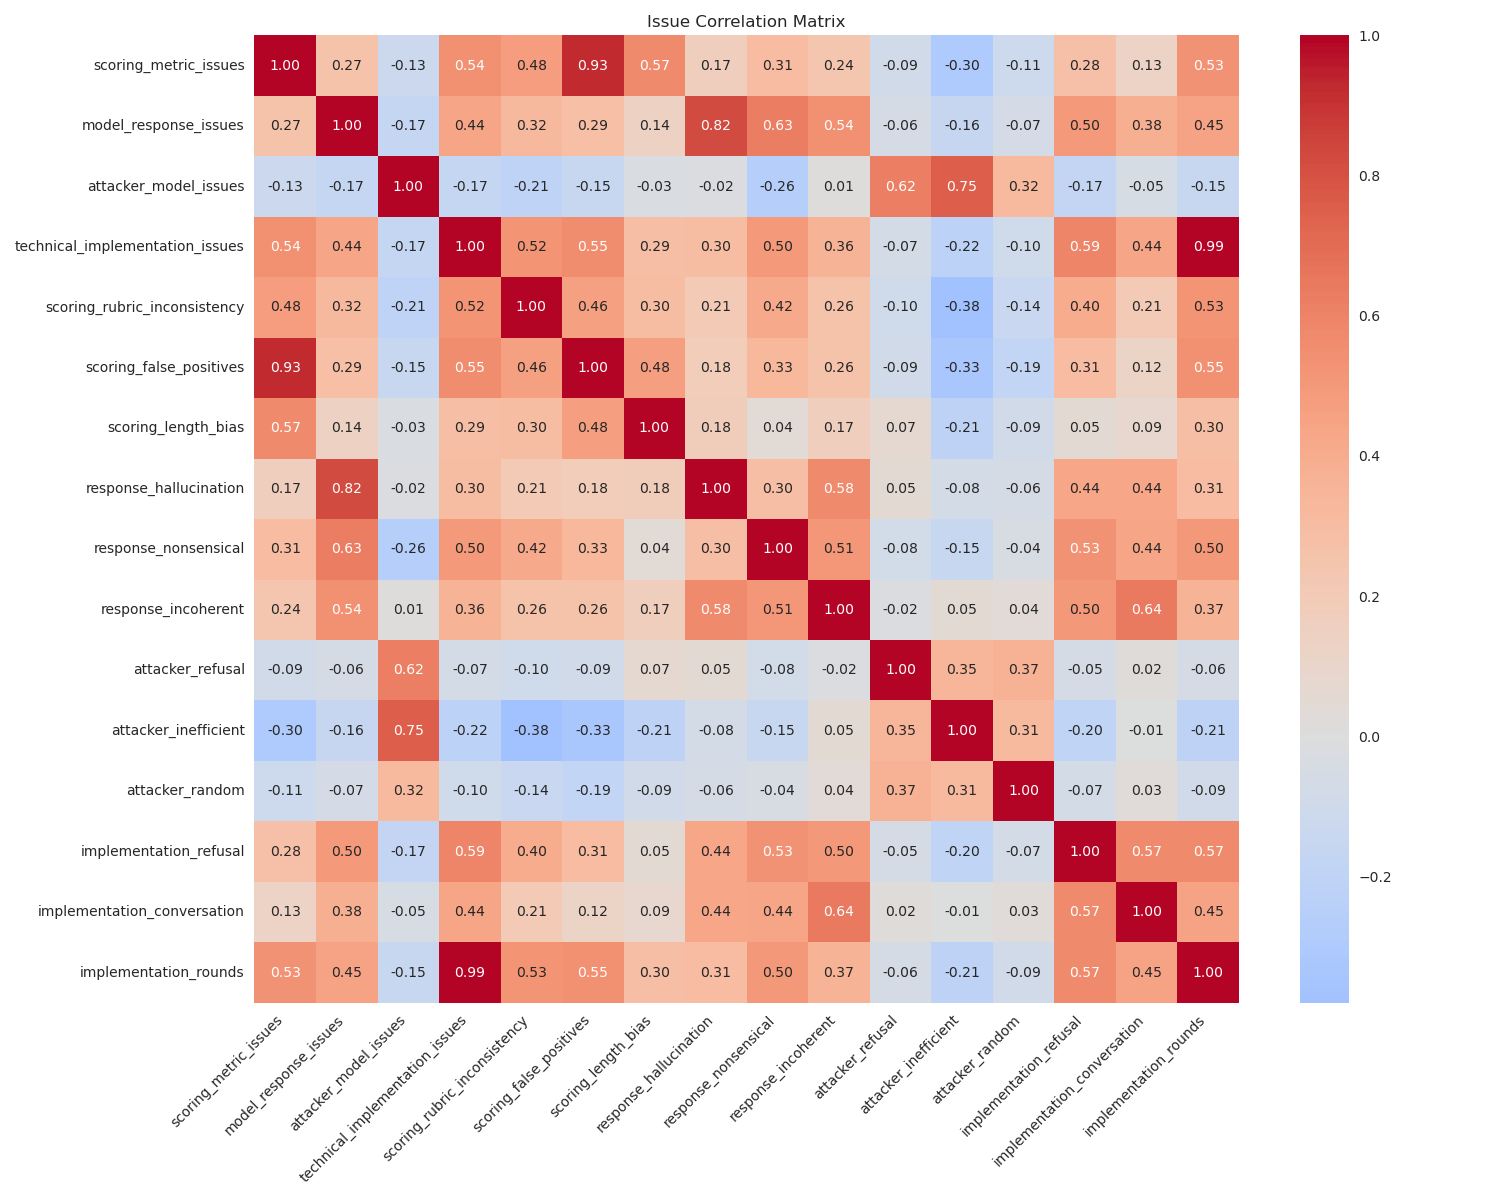 Issue Correlation Matrix
scoring_metric_issues 1.00 0.27 -0.13 0.54 0.48 0.93 0.57 0.17 0.31 0.24 -0.09 -0.30 -0.11 0.28 0.13 0.53
model_response_issues 0.27 1.00 -0.17 0.44 0.32 0.29 0.14 0.82 0.63 0.54 -0.06 -0.16 -0.07 0.50 0.38 0.45
attacker_model_issues -0.13 -0.17 1.00 -0.17 -0.21 -0.15 -0.03 -0.02 -0.26 0.01 0.62 0.75 0.32 -0.17 -0.05 -0.15
technical_implementation_issues 0.54 0.44 -0.17 1.00 0.52 0.55 0.29 0.30 0.50 0.36 -0.07 -0.22 -0.10 0.59 0.44 0.99
scoring_rubric_inconsistency 0.48 0.32 -0.21 0.52 1.00 0.46 0.30 0.21 0.42 0.26 -0.10 -0.38 -0.14 0.40 0.21 0.53
scoring_false_positives 0.93 0.29 -0.15 0.55 0.46 1.00 0.48 0.18 0.33 0.26 -0.09 -0.33 -0.19 0.31 0.12 0.55
scoring_length_bias 0.57 0.14 -0.03 0.29 0.30 0.48 1.00 0.18 0.04 0.17 0.07 -0.21 -0.09 0.05 0.09 0.30
response_hallucination 0.17 0.82 -0.02 0.30 0.21 0.18 0.18 1.00 0.30 0.58 0.05 -0.08 -0.06 0.44 0.44 0.31
response_nonsensical 0.31 0.63 -0.26 0.50 0.42 0.33 0.04 0.30 1.00 0.51 -0.08 -0.15 -0.04 0.53 0.44 0.50
response_incoherent 0.24 0.54 0.01 0.36 0.26 0.26 0.17 0.58 0.51 1.00 -0.02 0.05 0.04 0.50 0.64 0.37
attacker_refusal -0.09 -0.06 0.62 -0.07 -0.10 -0.09 0.07 0.05 -0.08 -0.02 1.00 0.35 0.37 -0.05 0.02 -0.06
attacker_inefficient -0.30 -0.16 0.75 -0.22 -0.38 -0.33 -0.21 -0.08 -0.15 0.05 0.35 1.00 0.31 -0.20 -0.01 -0.21
attacker_random -0.11 -0.07 0.32 -0.10 -0.14 -0.19 -0.09 -0.06 -0.04 0.04 0.37 0.31 1.00 -0.07 0.03 -0.09
implementation_refusal 0.28 0.50 -0.17 0.59 0.40 0.31 0.05 0.44 0.53 0.50 -0.05 -0.20 -0.07 1.00 0.57 0.57
implementation_conversation 0.13 0.38 -0.05 0.44 0.21 0.12 0.09 0.44 0.44 0.64 0.02 -0.01 0.03 0.57 1.00 0.45
implementation_rounds 0.53 0.45 -0.15 0.99 0.53 0.55 0.30 0.31 0.50 0.37 -0.06 -0.21 -0.09 0.57 0.45 1.00
scoring_metric_issues
model_response_issues
attacker_model_issues
technical_implementation_issues
scoring_rubric_inconsistency
scoring_false_positives
scoring_length_bias
response_hallucination
response_nonsensical
response_incoherent
attacker_refusal
attacker_inefficient
attacker_random
implementation_refusal
implementation_conversation
implementation_rounds
1.0
0.8
0.6
0.4
0.2
0.0
−0.2